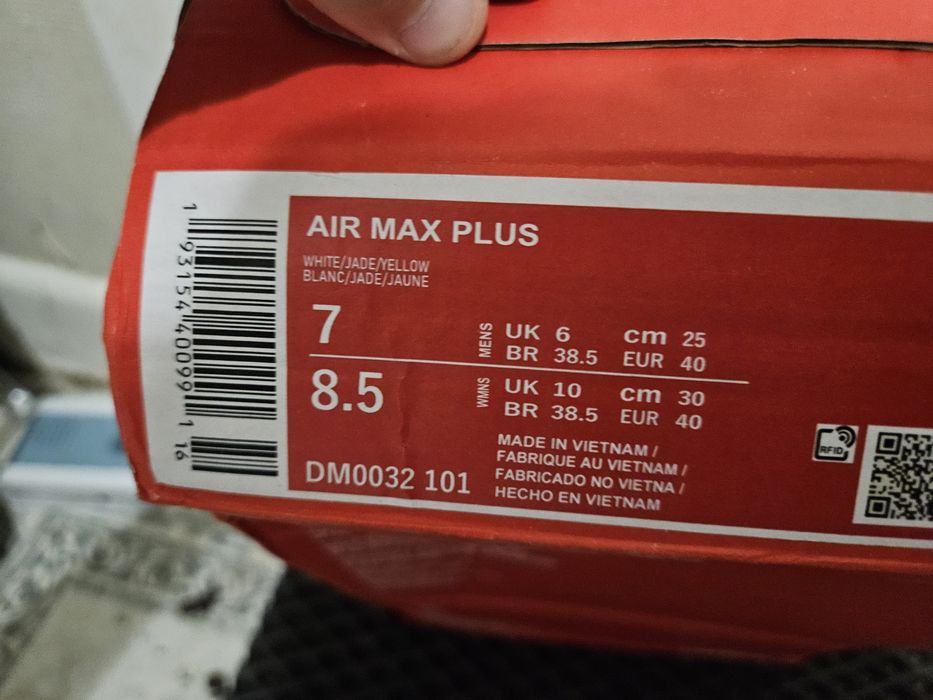 AIR MAX PLUS
WHITE/JADE/YELLOW
BLANC/JADE/JAUNE
7
MENS
UK 6 cm 25
BR 38.5 EUR 40
8.5
WMNS
UK 10 cm 30
BR 38.5 EUR 40
MADE IN VIETNAM /
FABRIQUE AU VIETNAM /
FABRICADO NO VIETNA /
HECHO EN VIETNAM
DM0032 101
RFID
1 93154 40099 1 16